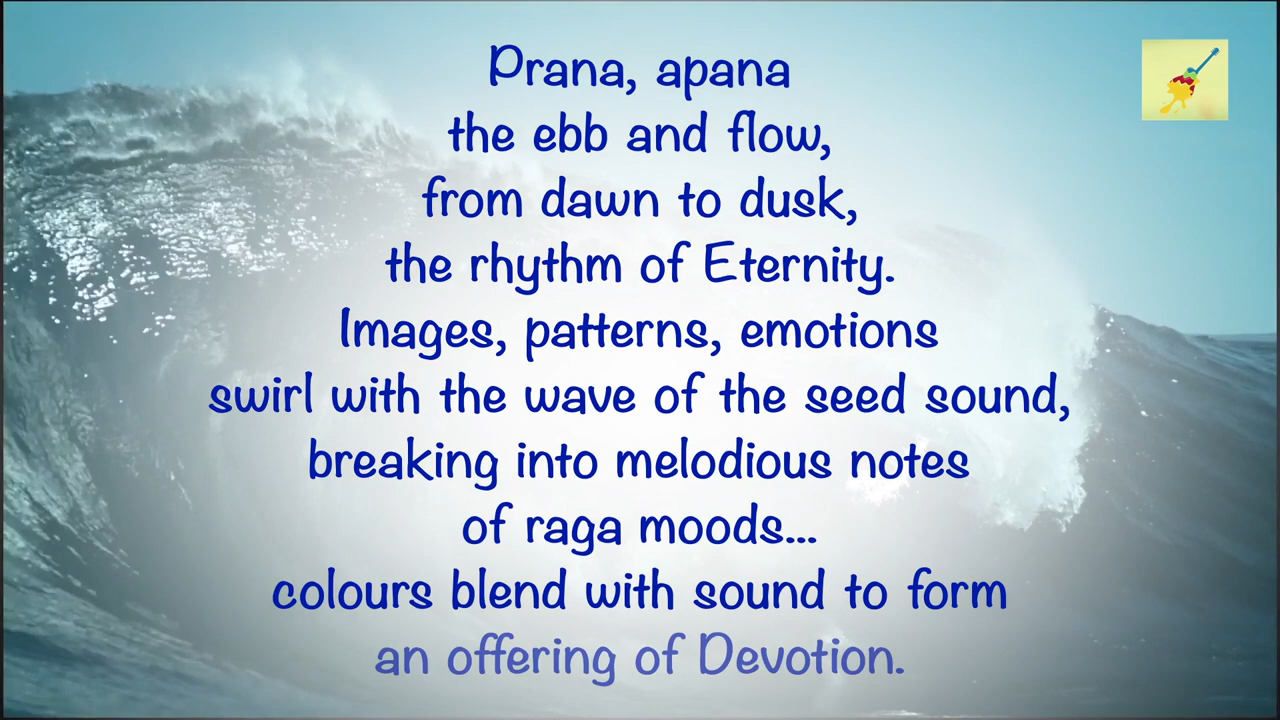 Prana, apana
the ebb and flow,
from dawn to dusk,
the rhythm of Eternity.
Images, patterns, emotions
swirl with the wave of the seed sound,
breaking into melodious notes
of raga moods...
colours blend with sound to form
an offering of Devotion.